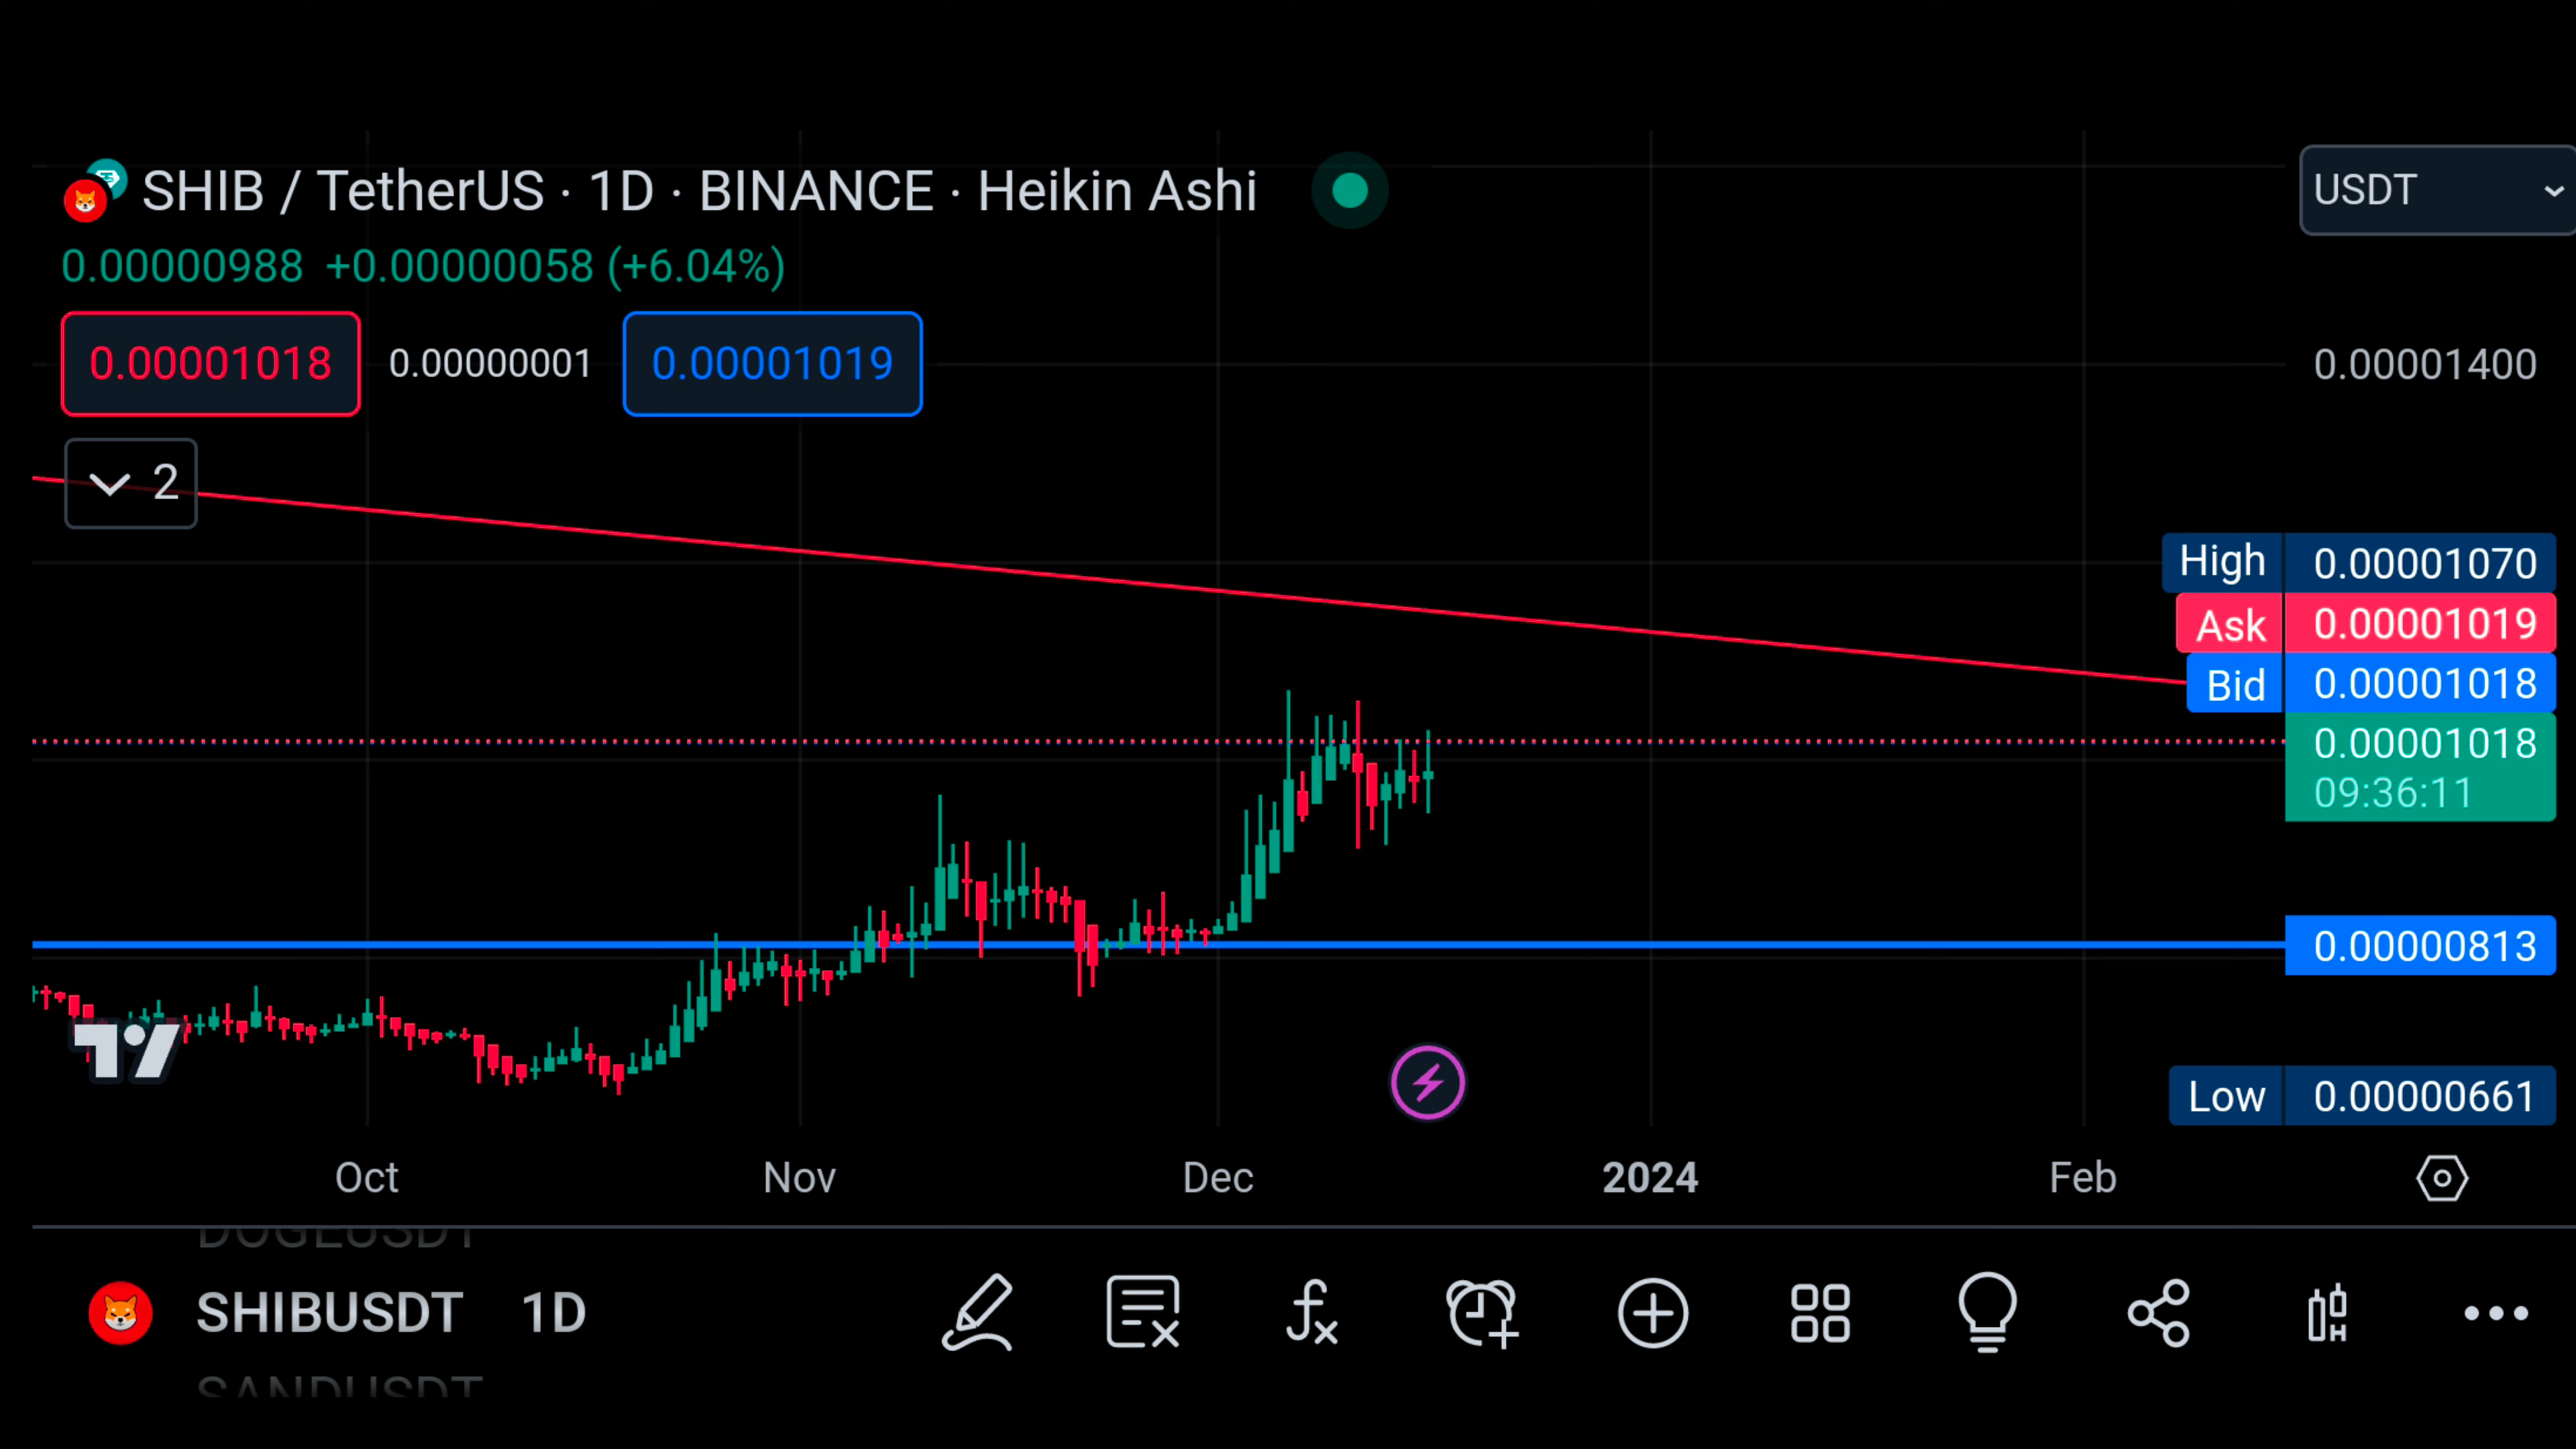 SHIB / TetherUS · 1D · BINANCE · Heikin Ashi
USDT
0.00000988 +0.00000058 (+6.04%)
0.00001018 0.00000001 0.00001019
0.00001400
2
High 0.00001070
Ask 0.00001019
Bid 0.00001018
0.00001018
09:36:11
0.00000813
Low 0.00000661
Oct Nov Dec 2024 Feb
DOGEUSDT
SHIBUSDT 1D
SANDUSDT